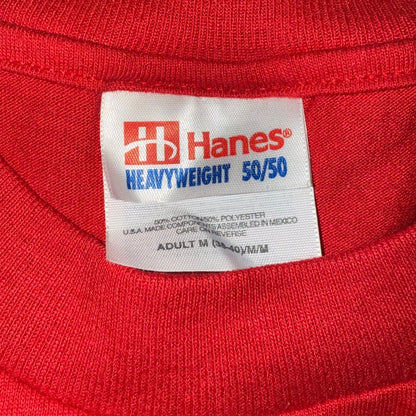 H Hanes®
HEAVYWEIGHT 50/50
50% COTTON/50% POLYESTER
U.S.A. MADE COMPONENTS ASSEMBLED IN MEXICO
CARE ON REVERSE
ADULT M (38-40)/M/M